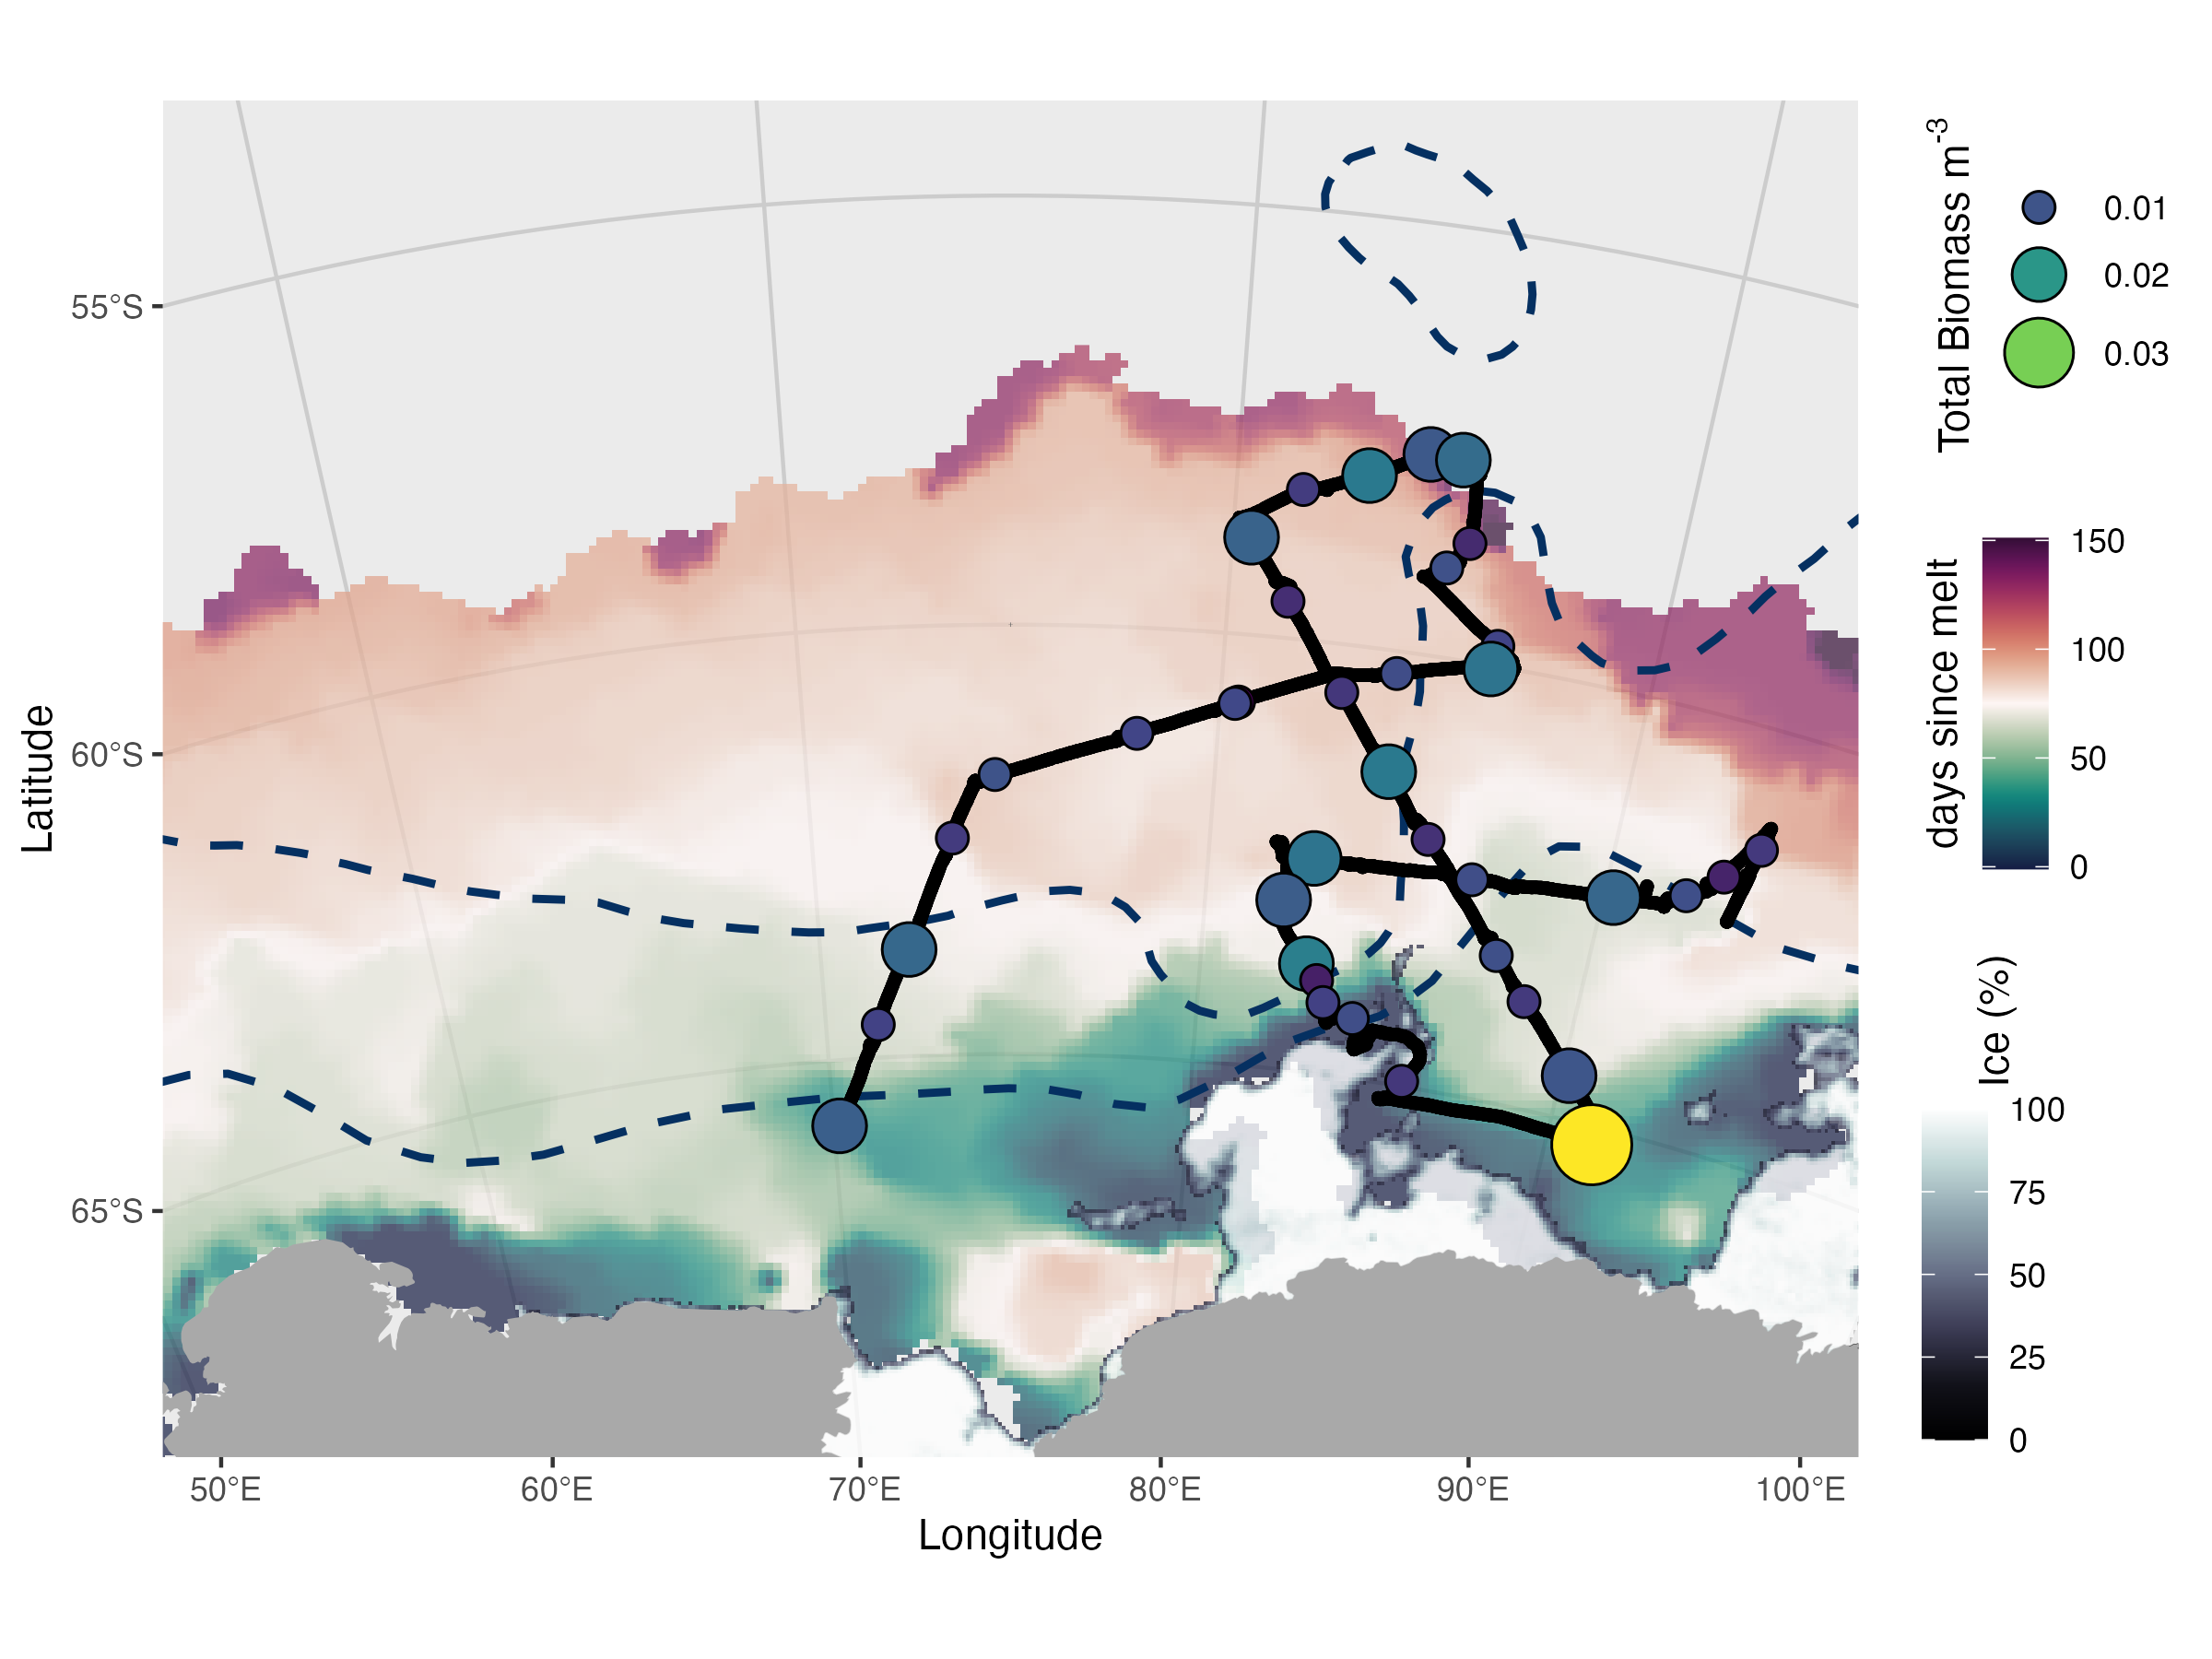 55°S
60°S
65°S
Latitude
50°E
60°E
70°E
80°E
90°E
100°E
Longitude
Total Biomass m⁻³
0.01
0.02
0.03
days since melt
150
100
50
0
Ice (%)
100
75
50
25
0